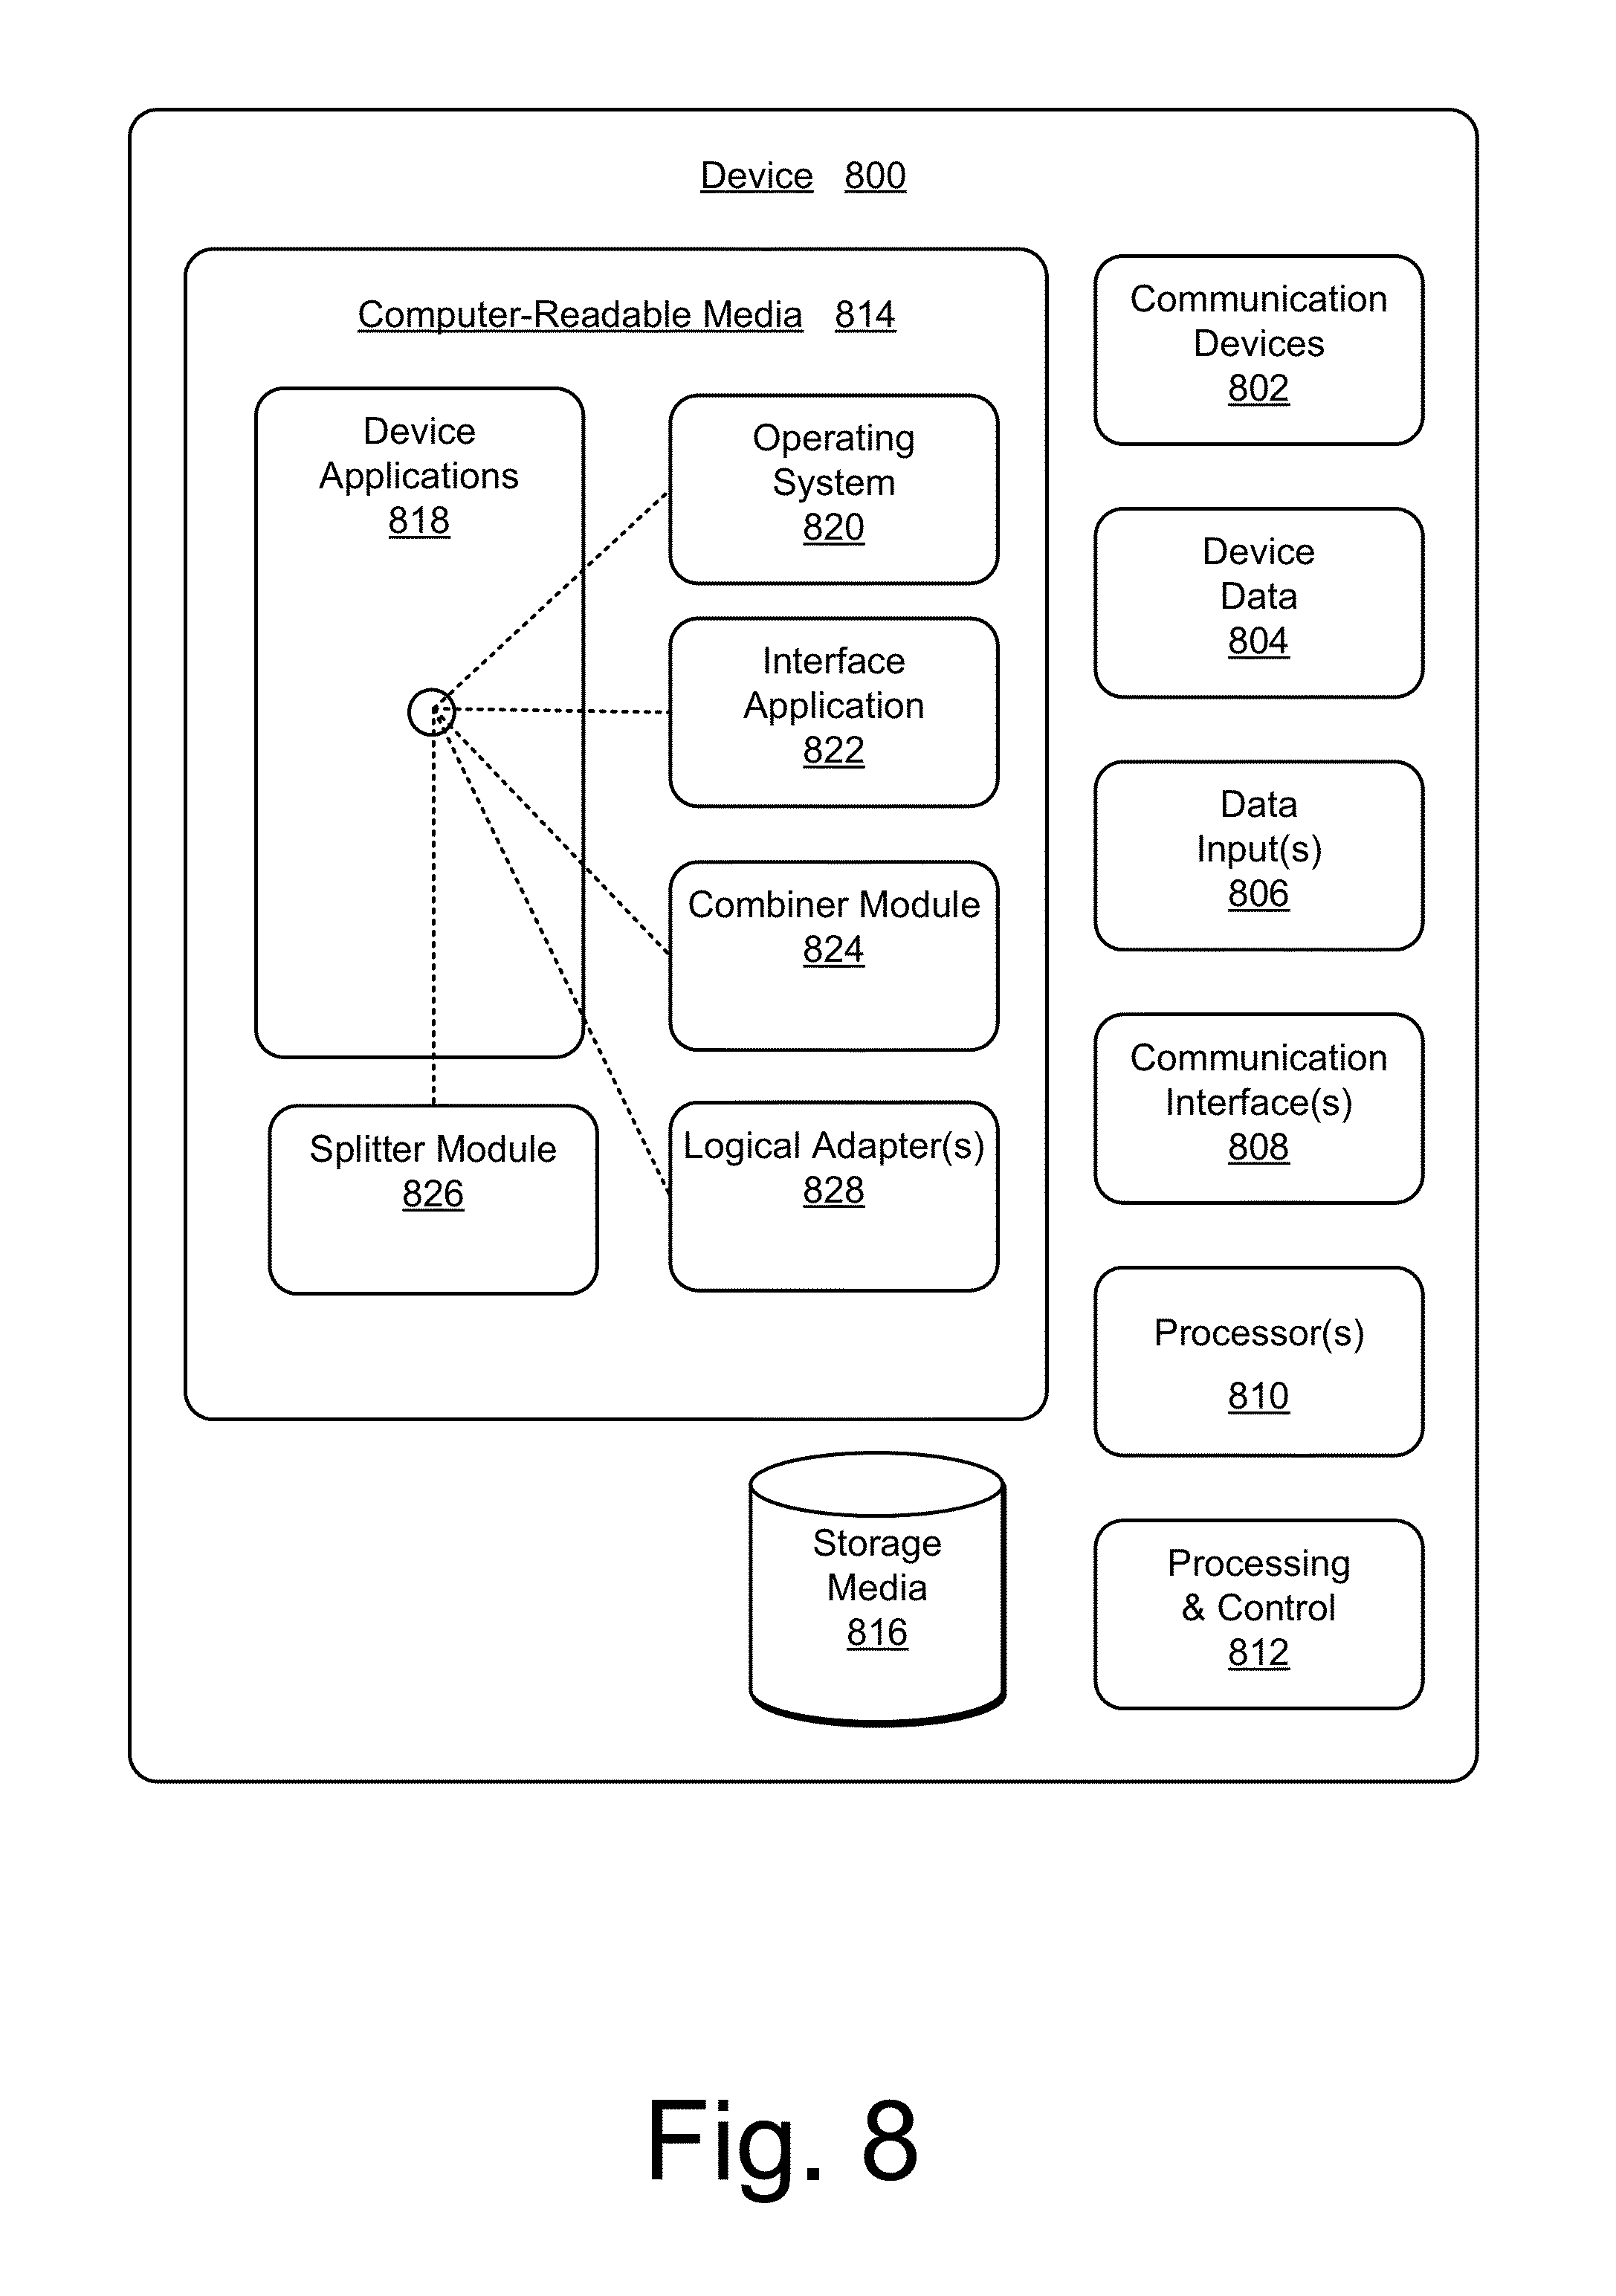 Device 800
Computer-Readable Media 814
Device
Applications
818
Operating
System
820
Interface
Application
822
Combiner Module
824
Splitter Module
826
Logical Adapter(s)
828
Communication
Devices
802
Device
Data
804
Data
Input(s)
806
Communication
Interface(s)
808
Processor(s)
810
Processing
& Control
812
Storage
Media
816
Fig. 8